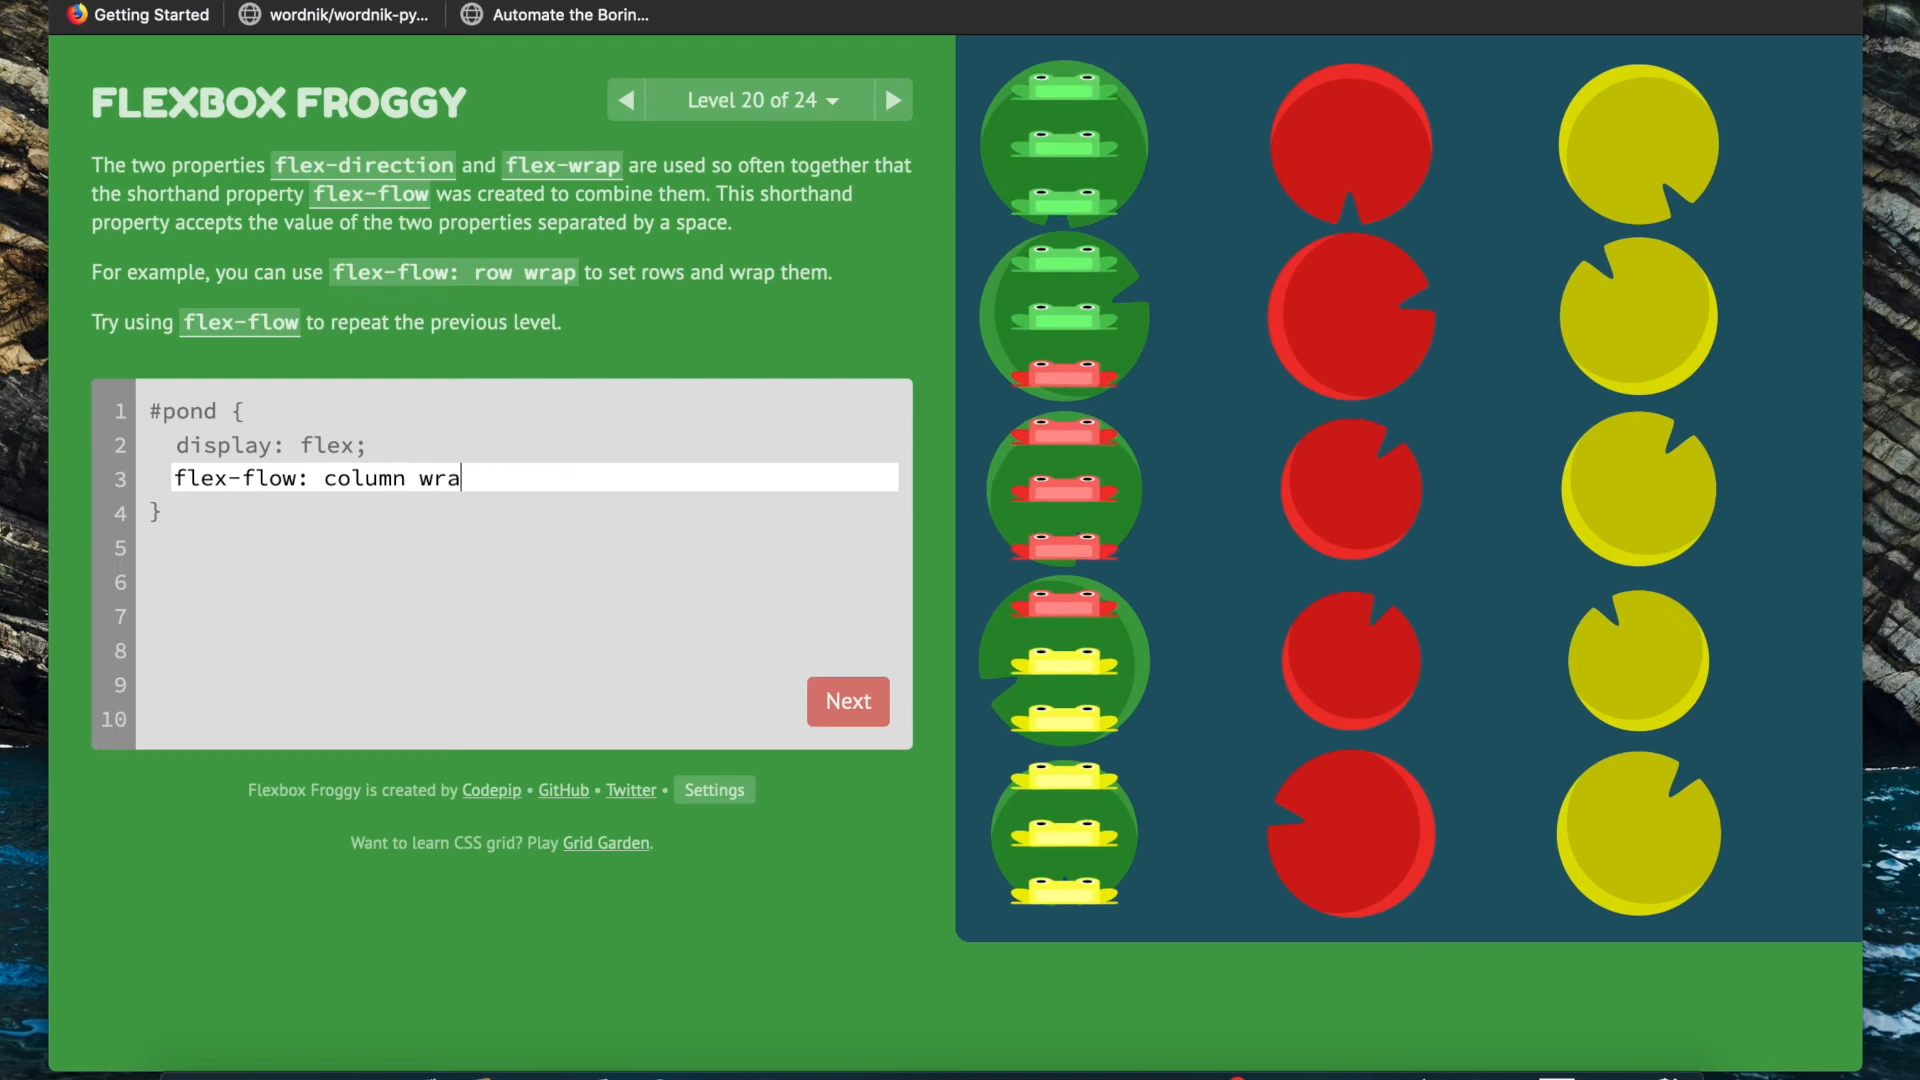 Getting Started
wordnik/wordnik-py...
Automate the Borin...
FLEXBOX FROGGY
Level 20 of 24
The two properties flex-direction and flex-wrap are used so often together that
the shorthand property flex-flow was created to combine them. This shorthand
property accepts the value of the two properties separated by a space.
For example, you can use flex-flow: row wrap to set rows and wrap them.
Try using flex-flow to repeat the previous level.
1 #pond {
2 display: flex;
3 flex-flow: column wra
4 }
5
6
7
8
9
10
Next
Flexbox Froggy is created by Codepip • GitHub • Twitter • Settings
Want to learn CSS grid? Play Grid Garden.